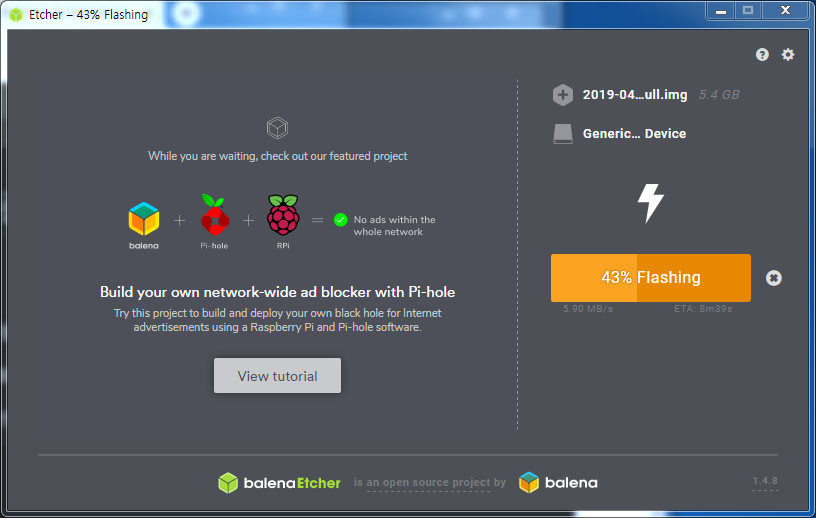 Etcher – 43% Flashing
While you are waiting, check out our featured project
balena + Pi-hole + RPi = No ads within the
whole network
Build your own network-wide ad blocker with Pi-hole
Try this project to build and deploy your own black hole for Internet
advertisements using a Raspberry Pi and Pi-hole software.
View tutorial
2019-04...ull.img 5.4 GB
Generic... Device
43% Flashing
5.90 MB/s ETA: 8m39s
balenaEtcher is an open source project by balena
1.4.8